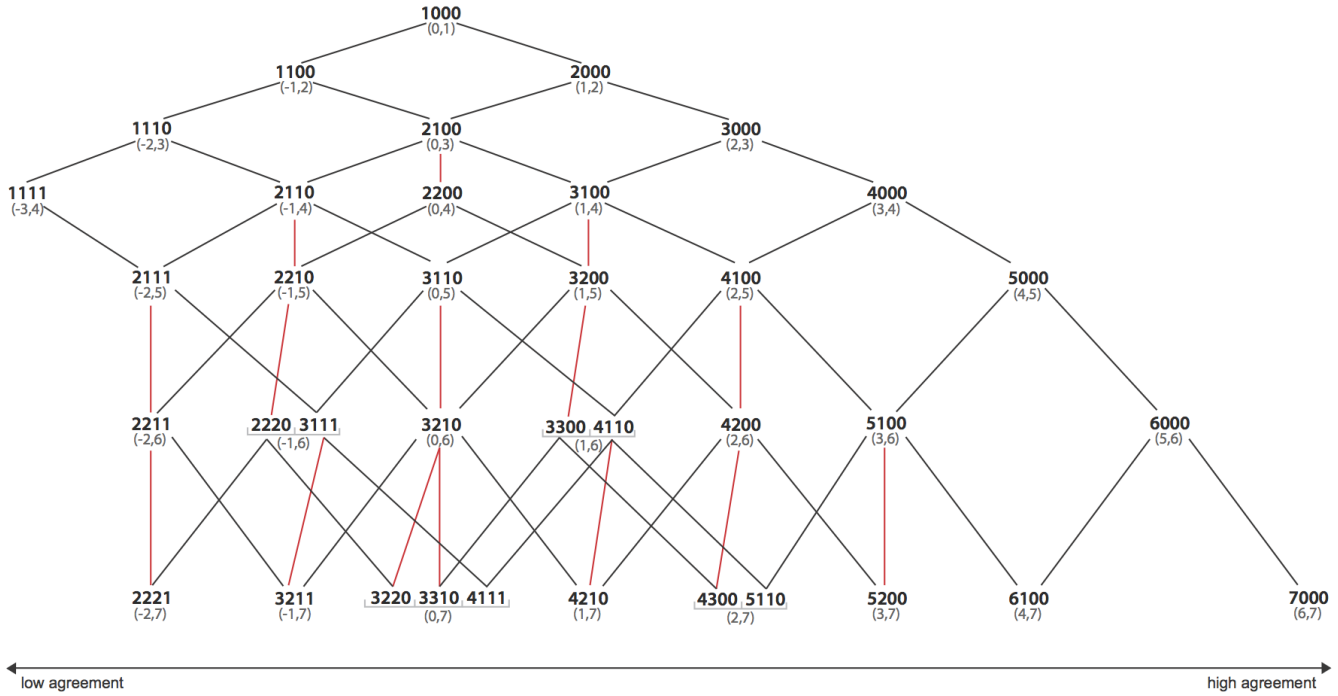 1000
(0,1)
1100 2000
(-1,2) (1,2)
1110 2100 3000
(-2,3) (0,3) (2,3)
1111 2110 2200 3100 4000
(-3,4) (-1,4) (0,4) (1,4) (3,4)
2111 2210 3110 3200 4100 5000
(-2,5) (-1,5) (0,5) (1,5) (2,5) (4,5)
2211 2220 3111 3210 3300 4110 4200 5100 6000
(-2,6) (-1,6) (0,6) (1,6) (2,6) (3,6) (5,6)
2221 3211 3220 3310 4111 4210 4300 5110 5200 6100 7000
(-2,7) (-1,7) (0,7) (1,7) (2,7) (3,7) (4,7) (6,7)
low agreement high agreement